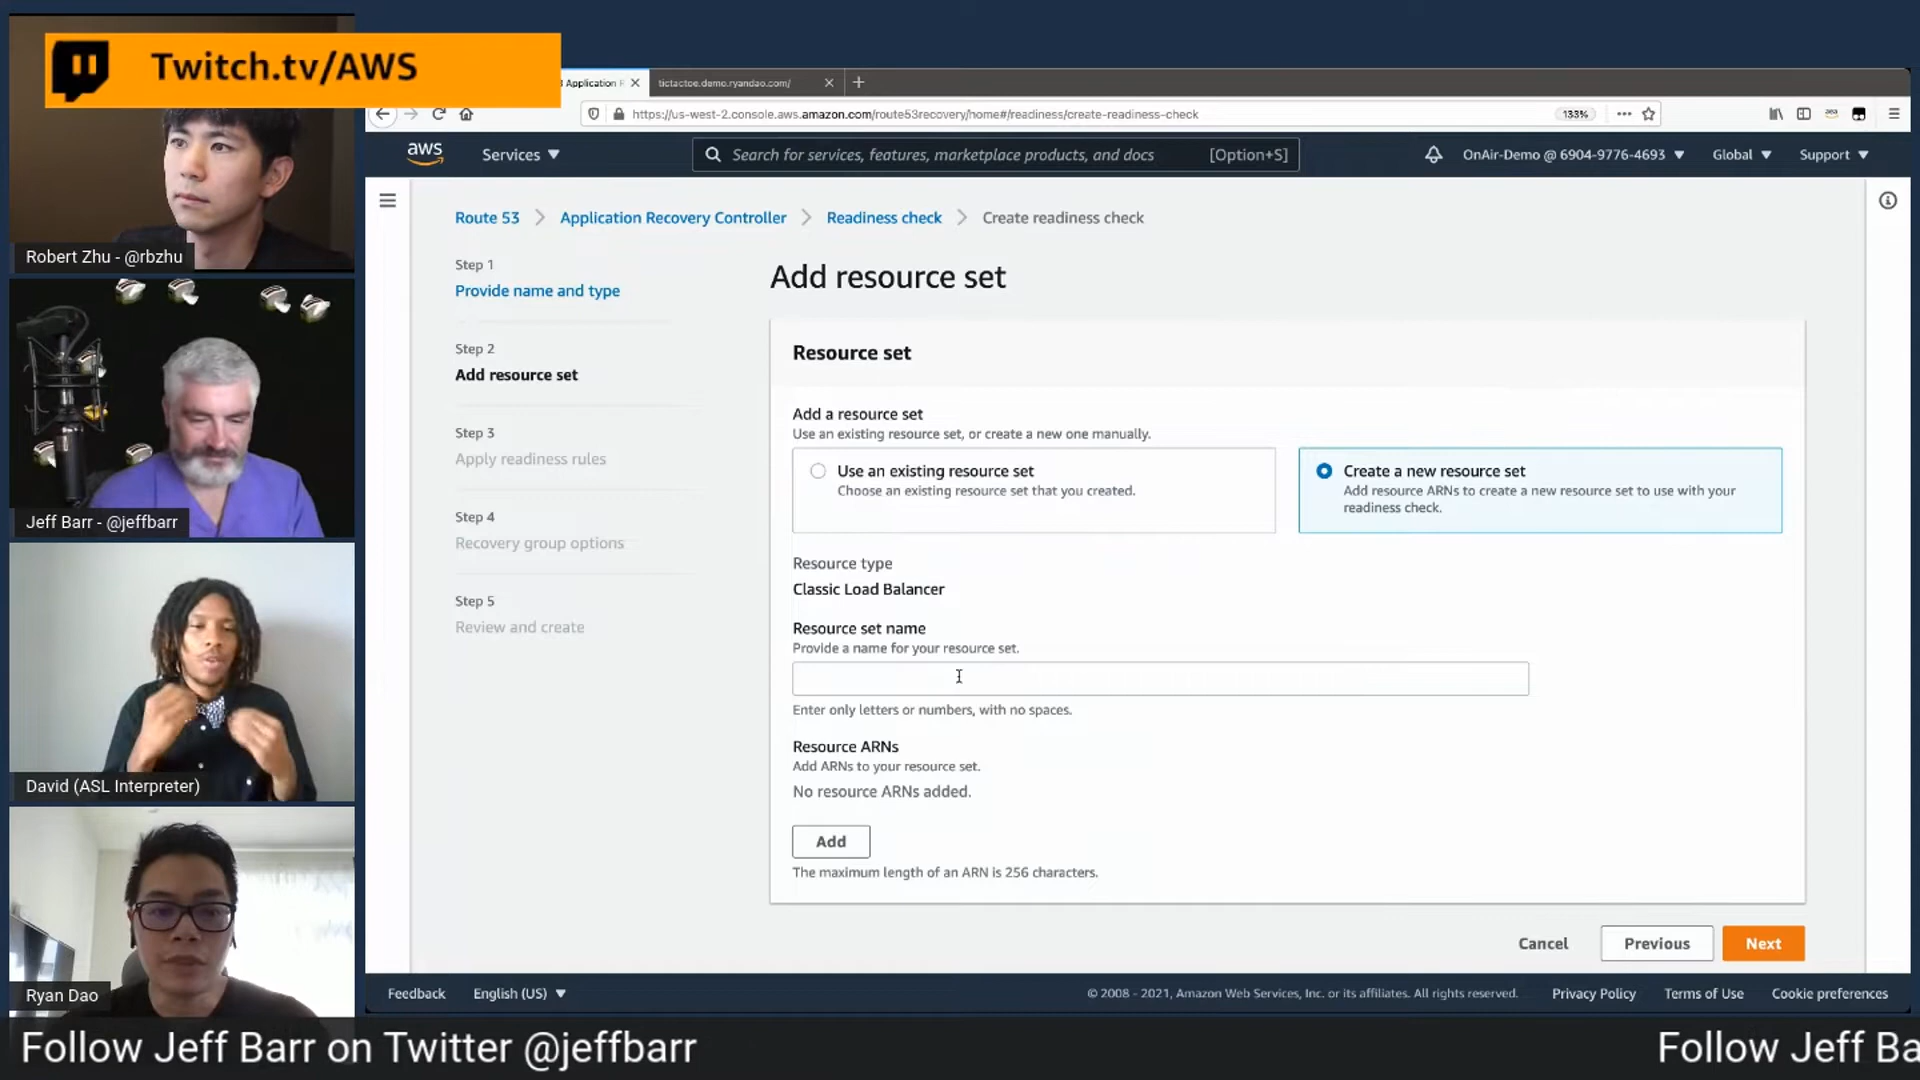 Twitch.tv/AWS
Robert Zhu - @rbzhu
Jeff Barr - @jeffbarr
David (ASL Interpreter)
Ryan Dao
tictactoe.demo.ryandao.com/
https://us-west-2.console.aws.amazon.com/route53recovery/home#/readiness/create-readiness-check
133%
aws
Services
Search for services, features, marketplace products, and docs
[Option+S]
OnAir-Demo @ 6904-9776-4693
Global
Support
Route 53
Application Recovery Controller
Readiness check
Create readiness check
Step 1
Provide name and type
Step 2
Add resource set
Step 3
Apply readiness rules
Step 4
Recovery group options
Step 5
Review and create
Add resource set
Resource set
Add a resource set
Use an existing resource set, or create a new one manually.
Use an existing resource set
Choose an existing resource set that you created.
Create a new resource set
Add resource ARNs to create a new resource set to use with your
readiness check.
Resource type
Classic Load Balancer
Resource set name
Provide a name for your resource set.
Enter only letters or numbers, with no spaces.
Resource ARNs
Add ARNs to your resource set.
No resource ARNs added.
Add
The maximum length of an ARN is 256 characters.
Cancel
Previous
Next
Feedback
English (US)
© 2008 - 2021, Amazon Web Services, Inc. or its affiliates. All rights reserved.
Privacy Policy
Terms of Use
Cookie preferences
Follow Jeff Barr on Twitter @jeffbarr
Follow Jeff Ba